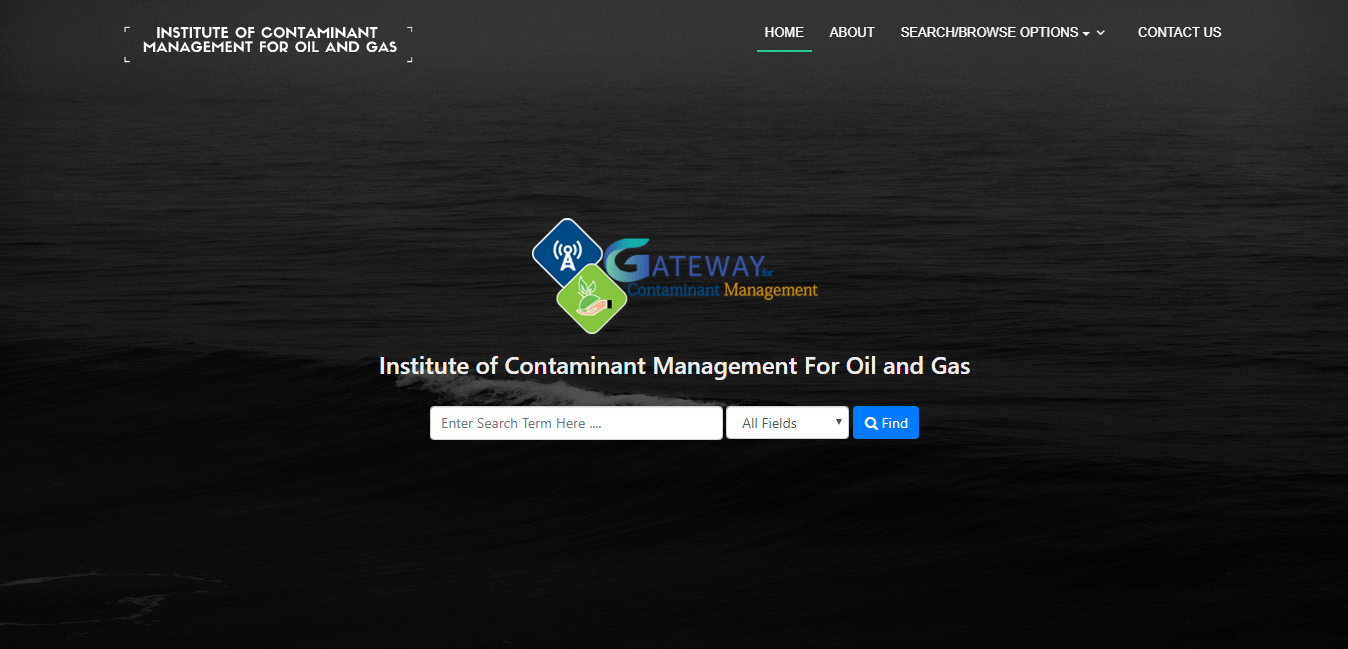 INSTITUTE OF CONTAMINANT
MANAGEMENT FOR OIL AND GAS
HOME ABOUT SEARCH/BROWSE OPTIONS CONTACT US
GATEWAY for
Contaminant Management
Institute of Contaminant Management For Oil and Gas
Enter Search Term Here .... All Fields Find